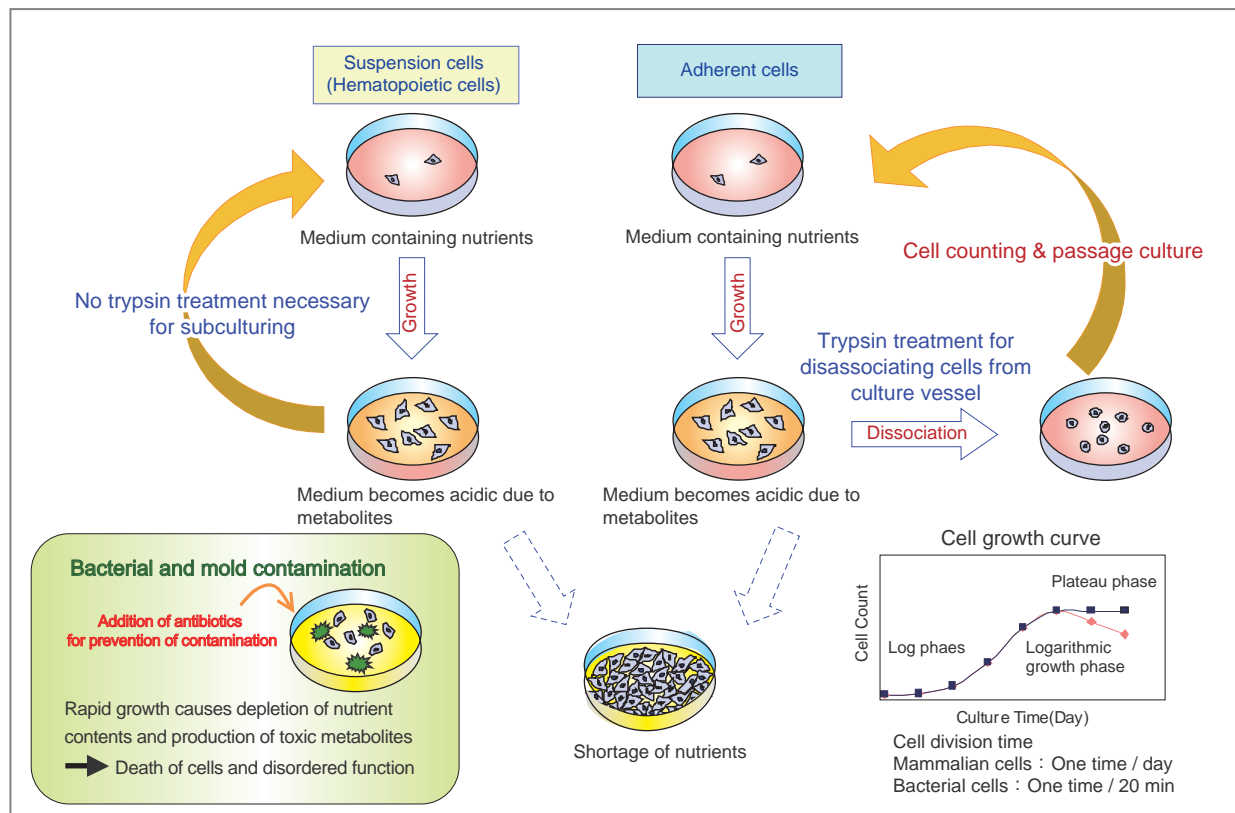 Suspension cells
(Hematopoietic cells)
Adherent cells
Medium containing nutrients
Medium containing nutrients
Cell counting & passage culture
No trypsin treatment necessary
for subculturing
Growth
Growth
Trypsin treatment for
disassociating cells from
culture vessel
Dissociation
Medium becomes acidic due to
metabolites
Medium becomes acidic due to
metabolites
Bacterial and mold contamination
Addition of antibiotics
for prevention of contamination
Rapid growth causes depletion of nutrient
contents and production of toxic metabolites
Death of cells and disordered function
Shortage of nutrients
Cell growth curve
Cell Count
Plateau phase
Log phaes
Logarithmic
growth phase
Culture Time(Day)
Cell division time
Mammalian cells：One time / day
Bacterial cells：One time / 20 min